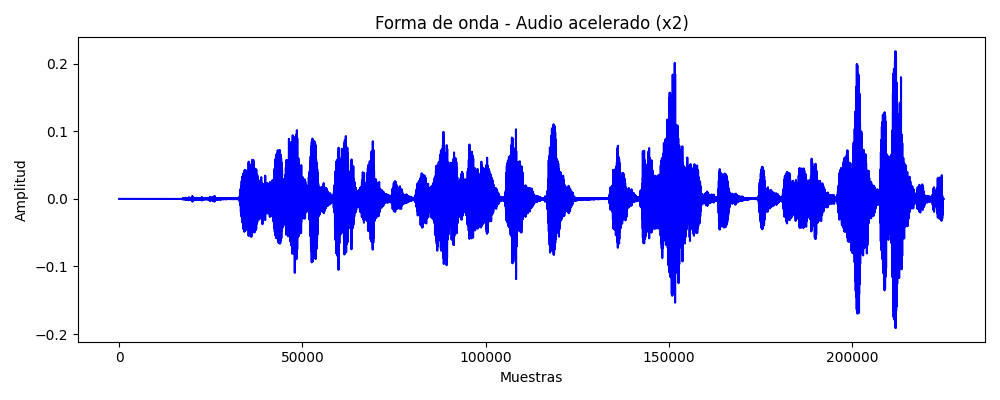 Forma de onda - Audio acelerado (x2)
0.2
0.1
0.0
−0.1
−0.2
Amplitud
0 50000 100000 150000 200000
Muestras